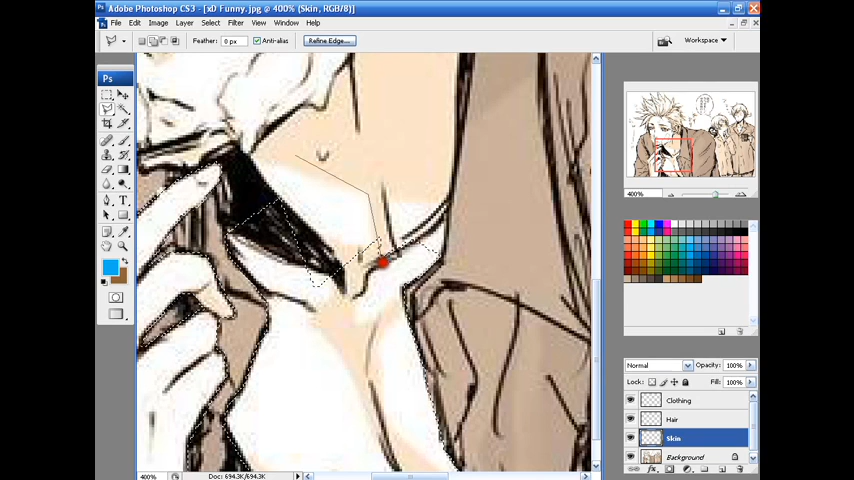 Adobe Photoshop CS3 - [xD Funny.jpg @ 400% (Skin, RGB/8)]
File Edit Image Layer Select Filter View Window Help
Feather: 0 px Anti-alias Refine Edge... Workspace
Ps
400%
Normal Opacity: 100%
Lock: Fill: 100%
Clothing
Hair
Skin
Background
400% Doc: 694.3K/694.3K